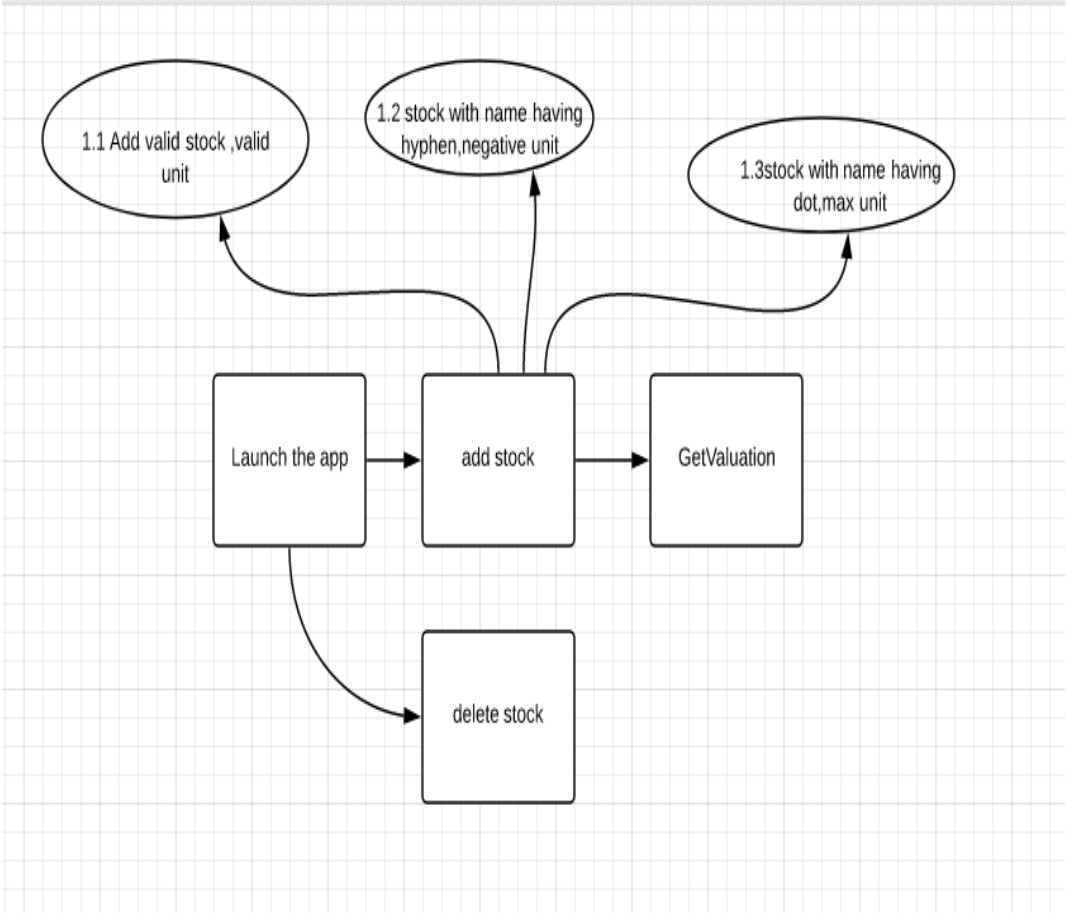 1.1 Add valid stock ,valid
unit
1.2 stock with name having
hyphen,negative unit
1.3stock with name having
dot,max unit
Launch the app
add stock
GetValuation
delete stock